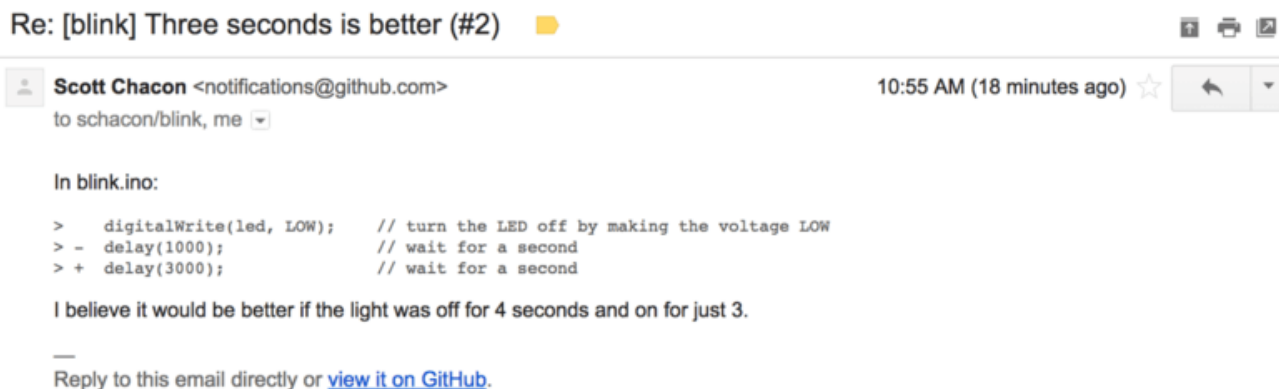 Re: [blink] Three seconds is better (#2)
Scott Chacon <notifications@github.com> 10:55 AM (18 minutes ago)
to schacon/blink, me
In blink.ino:
>    digitalWrite(led, LOW);    // turn the LED off by making the voltage LOW
> -  delay(1000);               // wait for a second
> +  delay(3000);               // wait for a second
I believe it would be better if the light was off for 4 seconds and on for just 3.
—
Reply to this email directly or view it on GitHub.